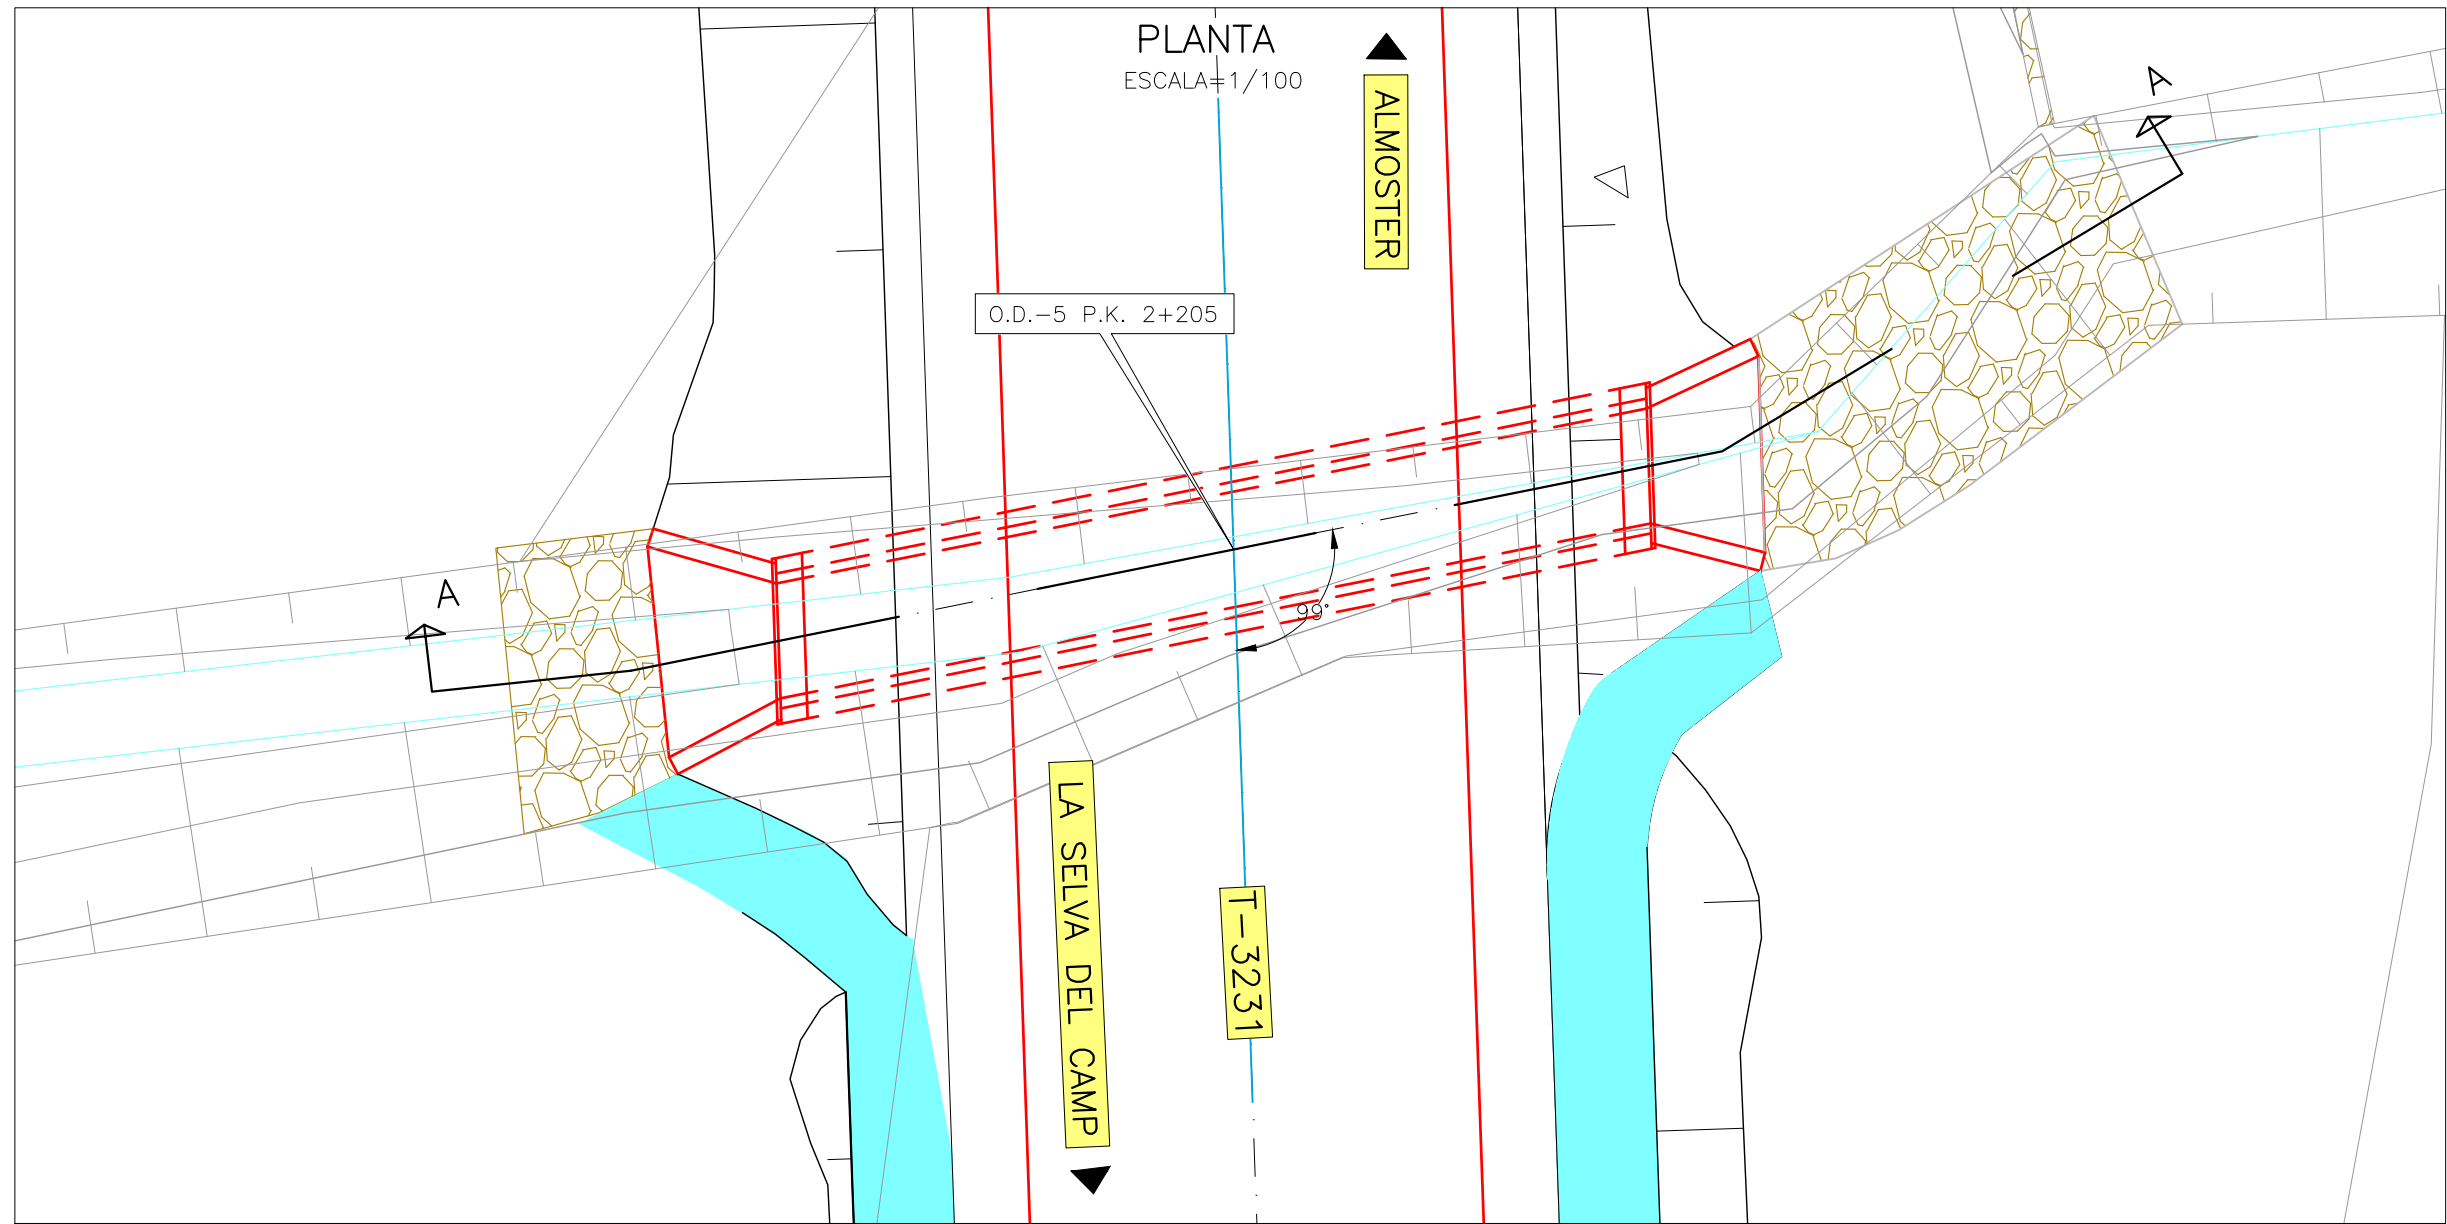 PLANTA
ESCALA=1/100
ALMOSTER
A
O.D.-5 P.K. 2+205
A
99°
LA SELVA DEL CAMP
T-3231